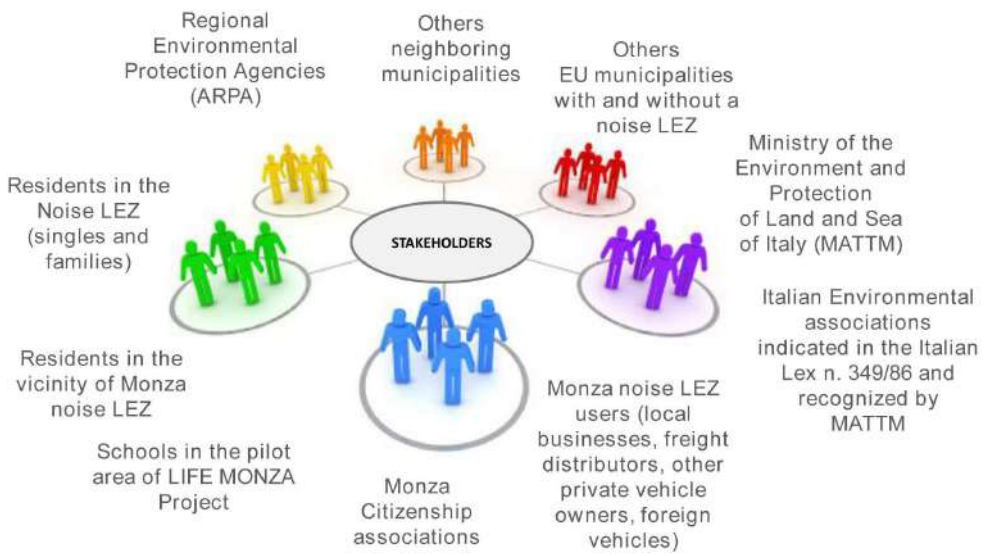 Regional
Environmental
Protection Agencies
(ARPA)
Others
neighboring
municipalities
Others
EU municipalities
with and without a
noise LEZ
Ministry of the
Environment and
Protection
of Land and Sea
of Italy (MATTM)
Residents in the
Noise LEZ
(singles and
families)
STAKEHOLDERS
Italian Environmental
associations
indicated in the Italian
Lex n. 349/86 and
recognized by
MATTM
Residents in the
vicinity of Monza
noise LEZ
Schools in the pilot
area of LIFE MONZA
Project
Monza
Citizenship
associations
Monza noise LEZ
users (local
businesses, freight
distributors, other
private vehicle
owners, foreign
vehicles)